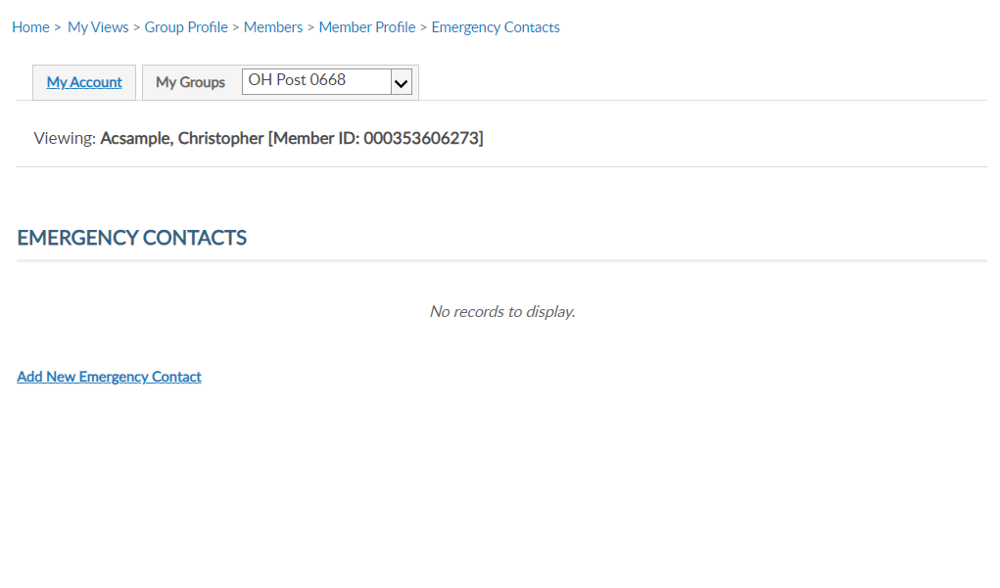 Home > My Views > Group Profile > Members > Member Profile > Emergency Contacts
My Account My Groups OH Post 0668
Viewing: Acsample, Christopher [Member ID: 000353606273]
EMERGENCY CONTACTS
No records to display.
Add New Emergency Contact